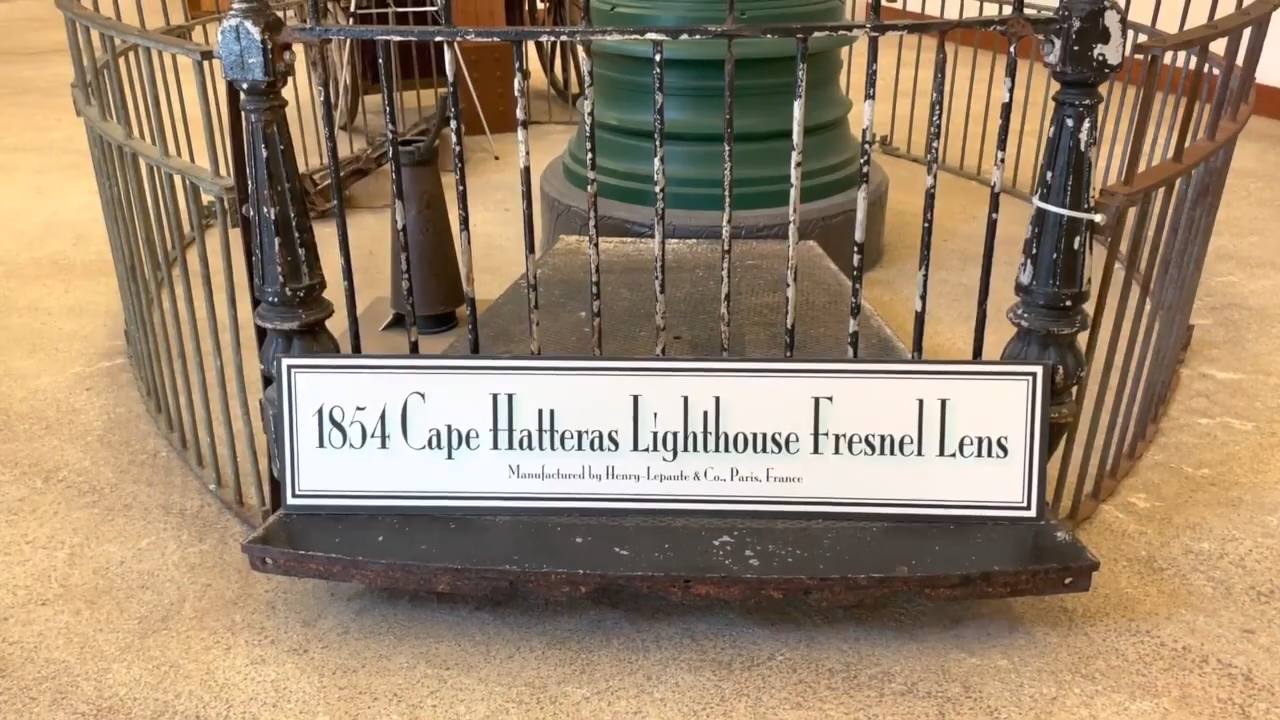 1854 Cape Hatteras Lighthouse Fresnel Lens
Manufactured by Henry-Lepaute & Co., Paris, France